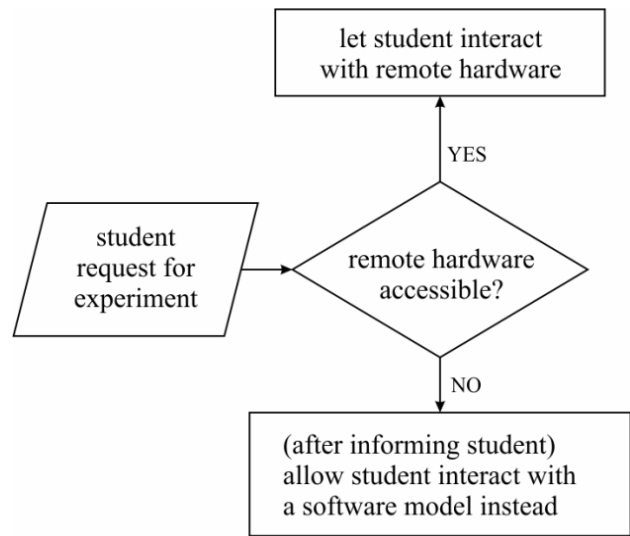 let student interact
with remote hardware
YES
student
request for
experiment
remote hardware
accessible?
NO
(after informing student)
allow student interact with
a software model instead